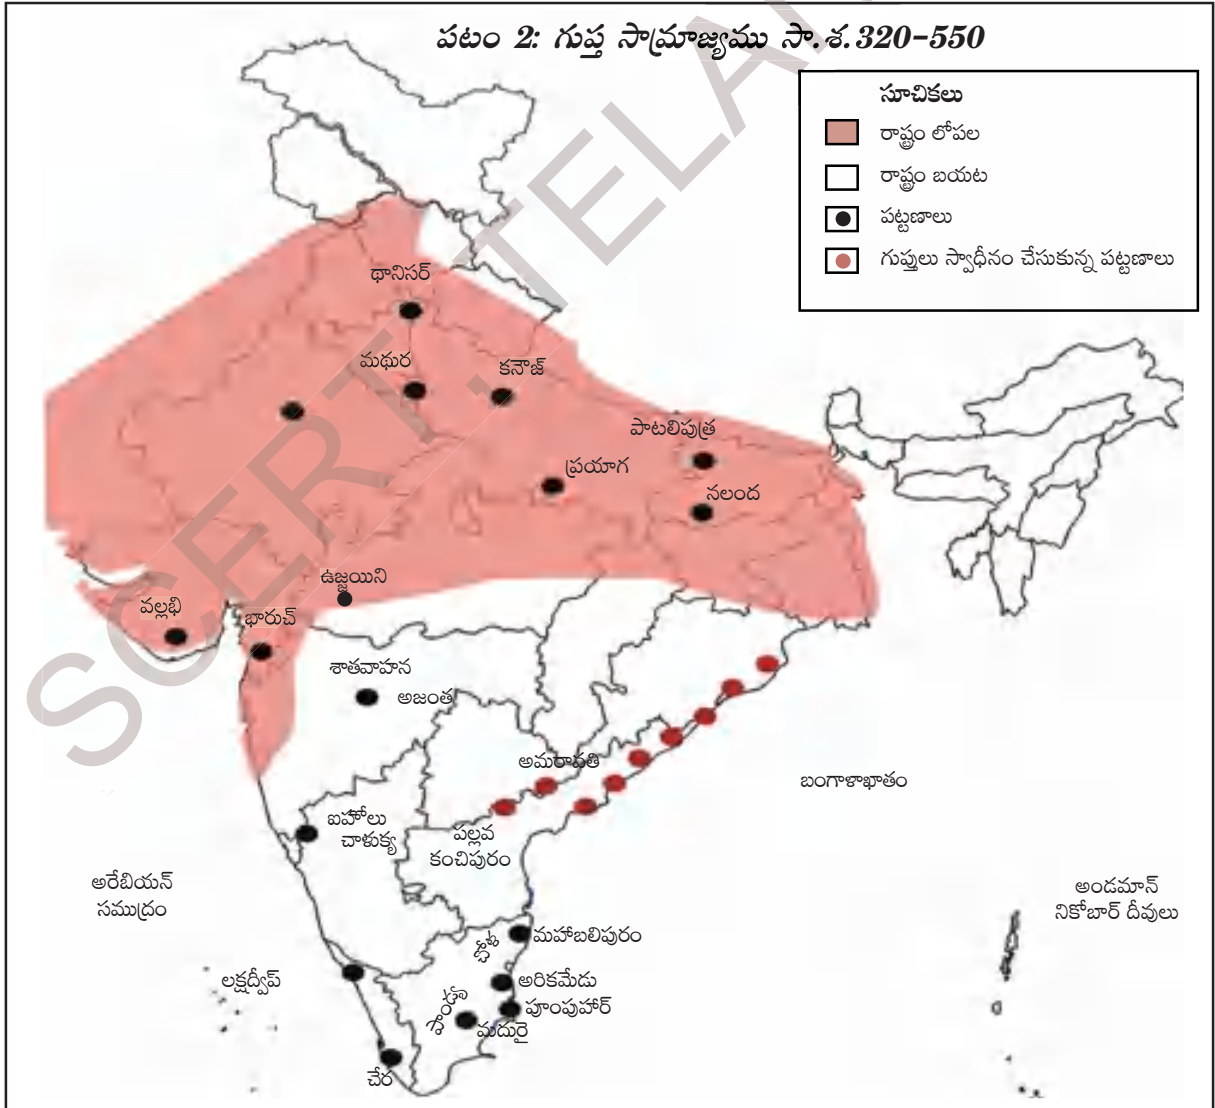 పటం 2: గుప్త సామ్రాజ్యము సా.శ.320-550
సూచికలు
రాష్ట్రం లోపల
రాష్ట్రం బయట
పట్టణాలు
గుప్తులు స్వాధీనం చేసుకున్న పట్టణాలు
థానిసర్
మథుర
కనౌజ్
పాటలిపుత్ర
ప్రయాగ
నలంద
ఉజ్జయిని
వల్లభి
భారుచ్
శాతవాహన
అజంత
అమరావతి
బంగాళాఖాతం
ఐహోలు
చాళుక్య
పల్లవ
కంచిపురం
అరేబియన్
సముద్రం
అండమాన్
నికోబార్ దీవులు
మహాబలిపురం
చోళ
లక్షద్వీప్
అరికమేడు
పాండ్య
పూంపుహార్
మదురై
చేర
SCERT, TELAN